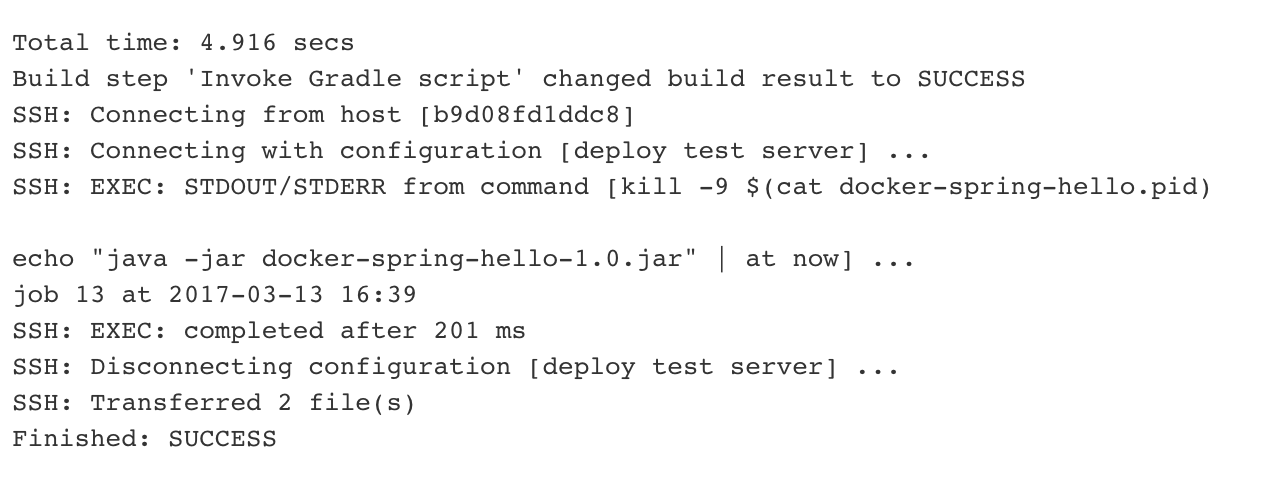 Total time: 4.916 secs
Build step 'Invoke Gradle script' changed build result to SUCCESS
SSH: Connecting from host [b9d08fd1ddc8]
SSH: Connecting with configuration [deploy test server] ...
SSH: EXEC: STDOUT/STDERR from command [kill -9 $(cat docker-spring-hello.pid)
echo "java -jar docker-spring-hello-1.0.jar" | at now] ...
job 13 at 2017-03-13 16:39
SSH: EXEC: completed after 201 ms
SSH: Disconnecting configuration [deploy test server] ...
SSH: Transferred 2 file(s)
Finished: SUCCESS